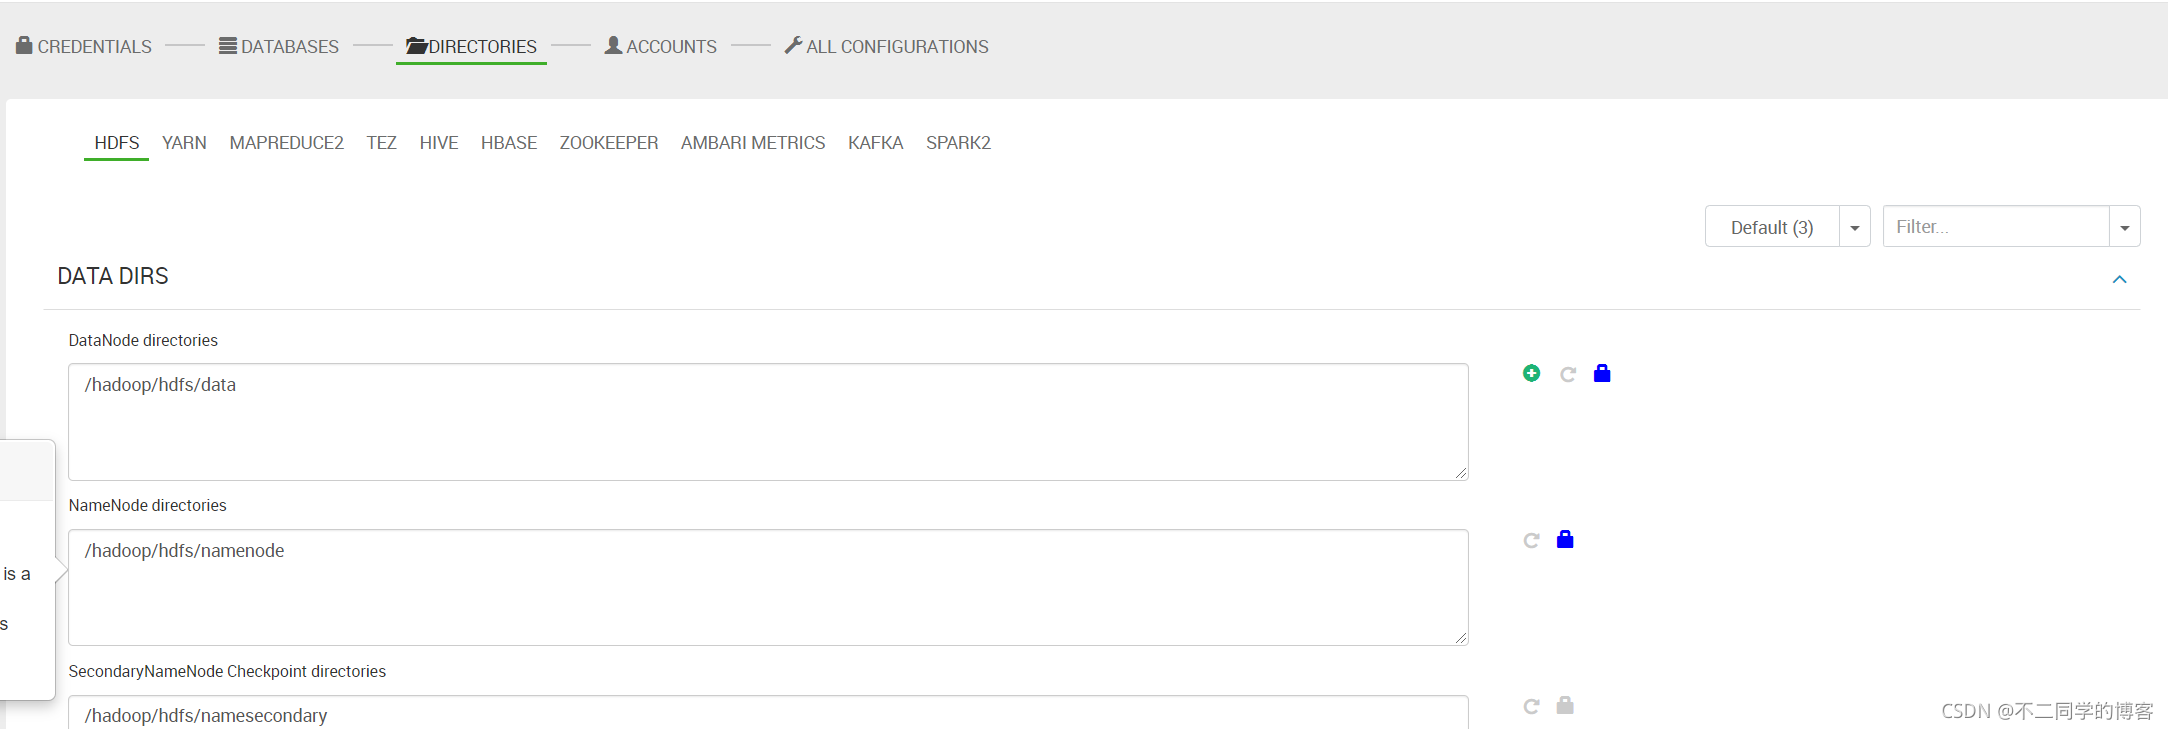 CREDENTIALS DATABASES DIRECTORIES ACCOUNTS ALL CONFIGURATIONS
HDFS YARN MAPREDUCE2 TEZ HIVE HBASE ZOOKEEPER AMBARI METRICS KAFKA SPARK2
Default (3) Filter...
DATA DIRS
DataNode directories
/hadoop/hdfs/data
NameNode directories
/hadoop/hdfs/namenode
is a
s
SecondaryNameNode Checkpoint directories
/hadoop/hdfs/namesecondary
CSDN @不二同学的博客